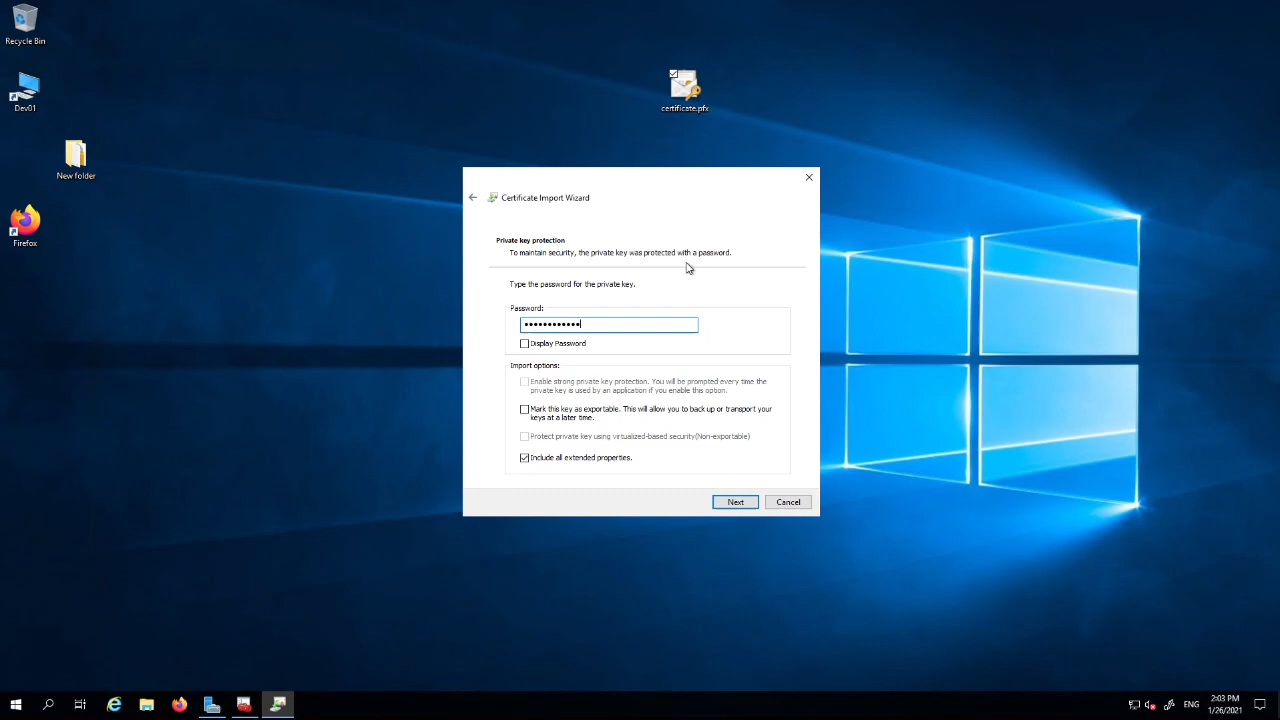 Recycle Bin
Dev01
New folder
Firefox
certificate.pfx
Certificate Import Wizard
Private key protection
To maintain security, the private key was protected with a password.
Type the password for the private key.
Password:
••••••••••••
Display Password
Import options:
Enable strong private key protection. You will be prompted every time the
private key is used by an application if you enable this option.
Mark this key as exportable. This will allow you to back up or transport your
keys at a later time.
Protect private key using virtualized-based security(Non-exportable)
Include all extended properties.
Next
Cancel
ENG
2:03 PM
1/26/2021